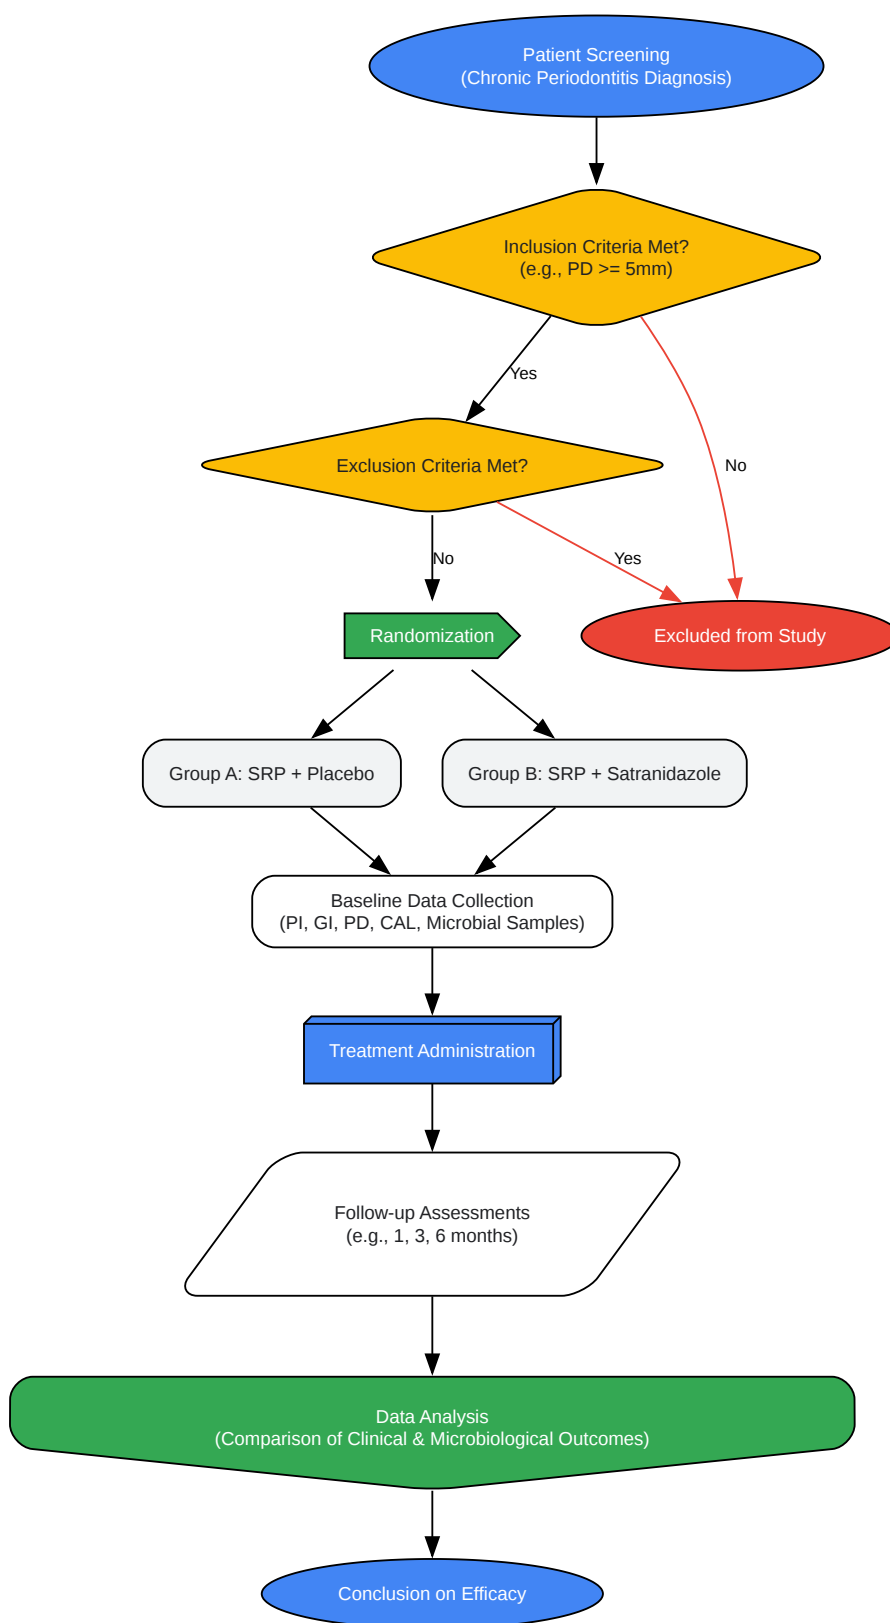 Patient Screening
(Chronic Periodontitis Diagnosis)
Inclusion Criteria Met?
(e.g., PD >= 5mm)
Yes
No
Exclusion Criteria Met?
No
Yes
Randomization
Excluded from Study
Group A: SRP + Placebo
Group B: SRP + Satranidazole
Baseline Data Collection
(PI, GI, PD, CAL, Microbial Samples)
Treatment Administration
Follow-up Assessments
(e.g., 1, 3, 6 months)
Data Analysis
(Comparison of Clinical & Microbiological Outcomes)
Conclusion on Efficacy